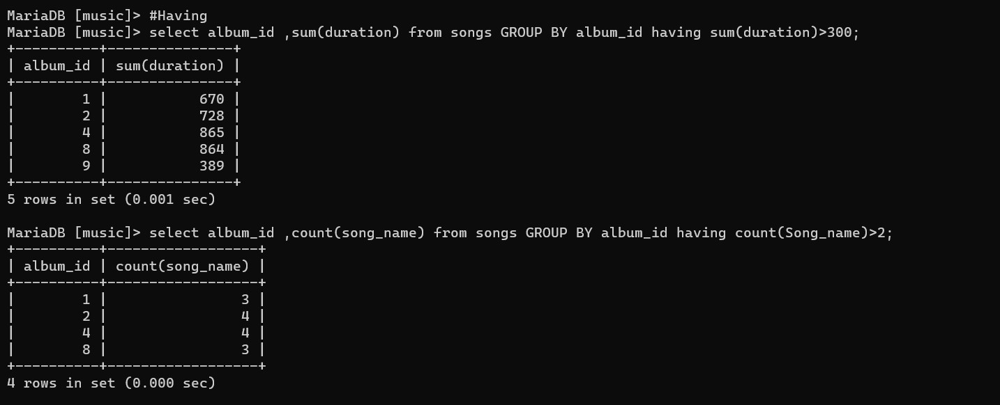 MariaDB [music]> #Having
MariaDB [music]> select album_id ,sum(duration) from songs GROUP BY album_id having sum(duration)>300;
+----------+---------------+
| album_id | sum(duration) |
+----------+---------------+
|        1 |           670 |
|        2 |           728 |
|        4 |           865 |
|        8 |           864 |
|        9 |           389 |
+----------+---------------+
5 rows in set (0.001 sec)

MariaDB [music]> select album_id ,count(song_name) from songs GROUP BY album_id having count(Song_name)>2;
+----------+------------------+
| album_id | count(song_name) |
+----------+------------------+
|        1 |                3 |
|        2 |                4 |
|        4 |                4 |
|        8 |                3 |
+----------+------------------+
4 rows in set (0.000 sec)